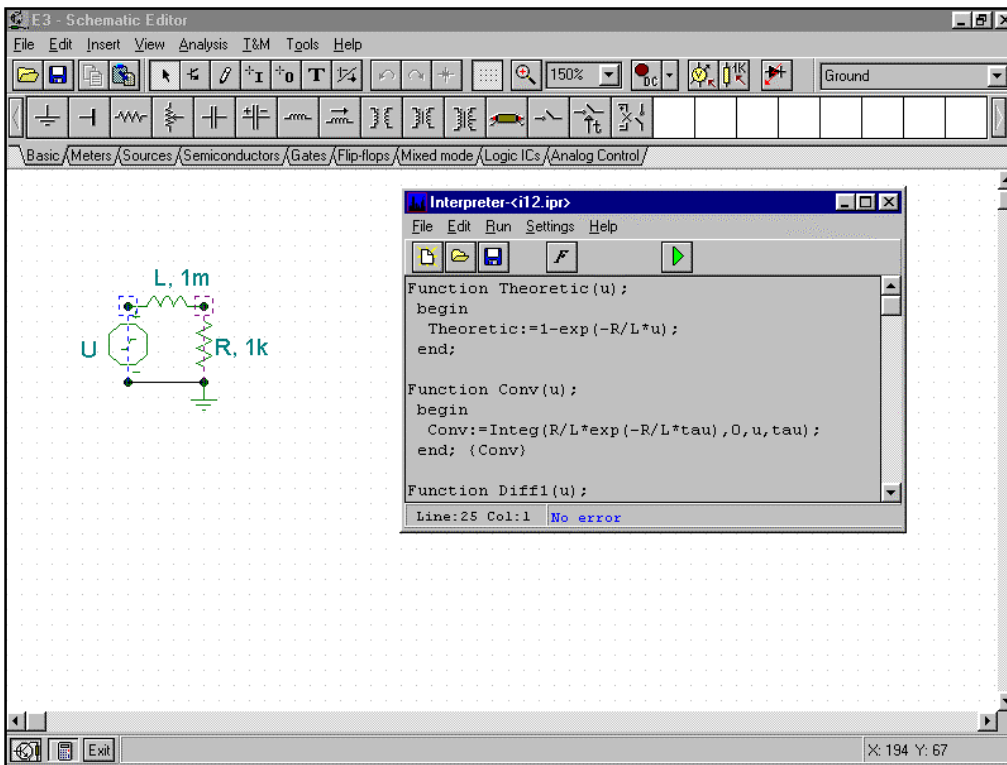 E3 - Schematic Editor
File Edit Insert View Analysis T&M Tools Help
I 0 T 150% DC 1K Ground
t
Basic Meters Sources Semiconductors Gates Flip-flops Mixed mode Logic ICs Analog Control
Interpreter-<i12.ipr>
File Edit Run Settings Help
F
Function Theoretic(u);
begin
Theoretic:=1-exp(-R/L*u);
end;
Function Conv(u);
begin
Conv:=Integ(R/L*exp(-R/L*tau),0,u,tau);
end; {Conv}
Function Diff1(u);
Line:25 Col:1 No error
L, 1m
U
R, 1k
Exit
X: 194 Y: 67